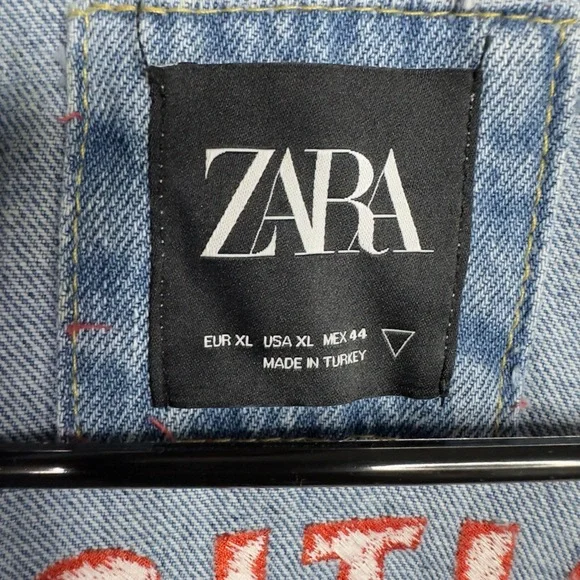 ZARA
EUR XL USA XL MEX 44
MADE IN TURKEY